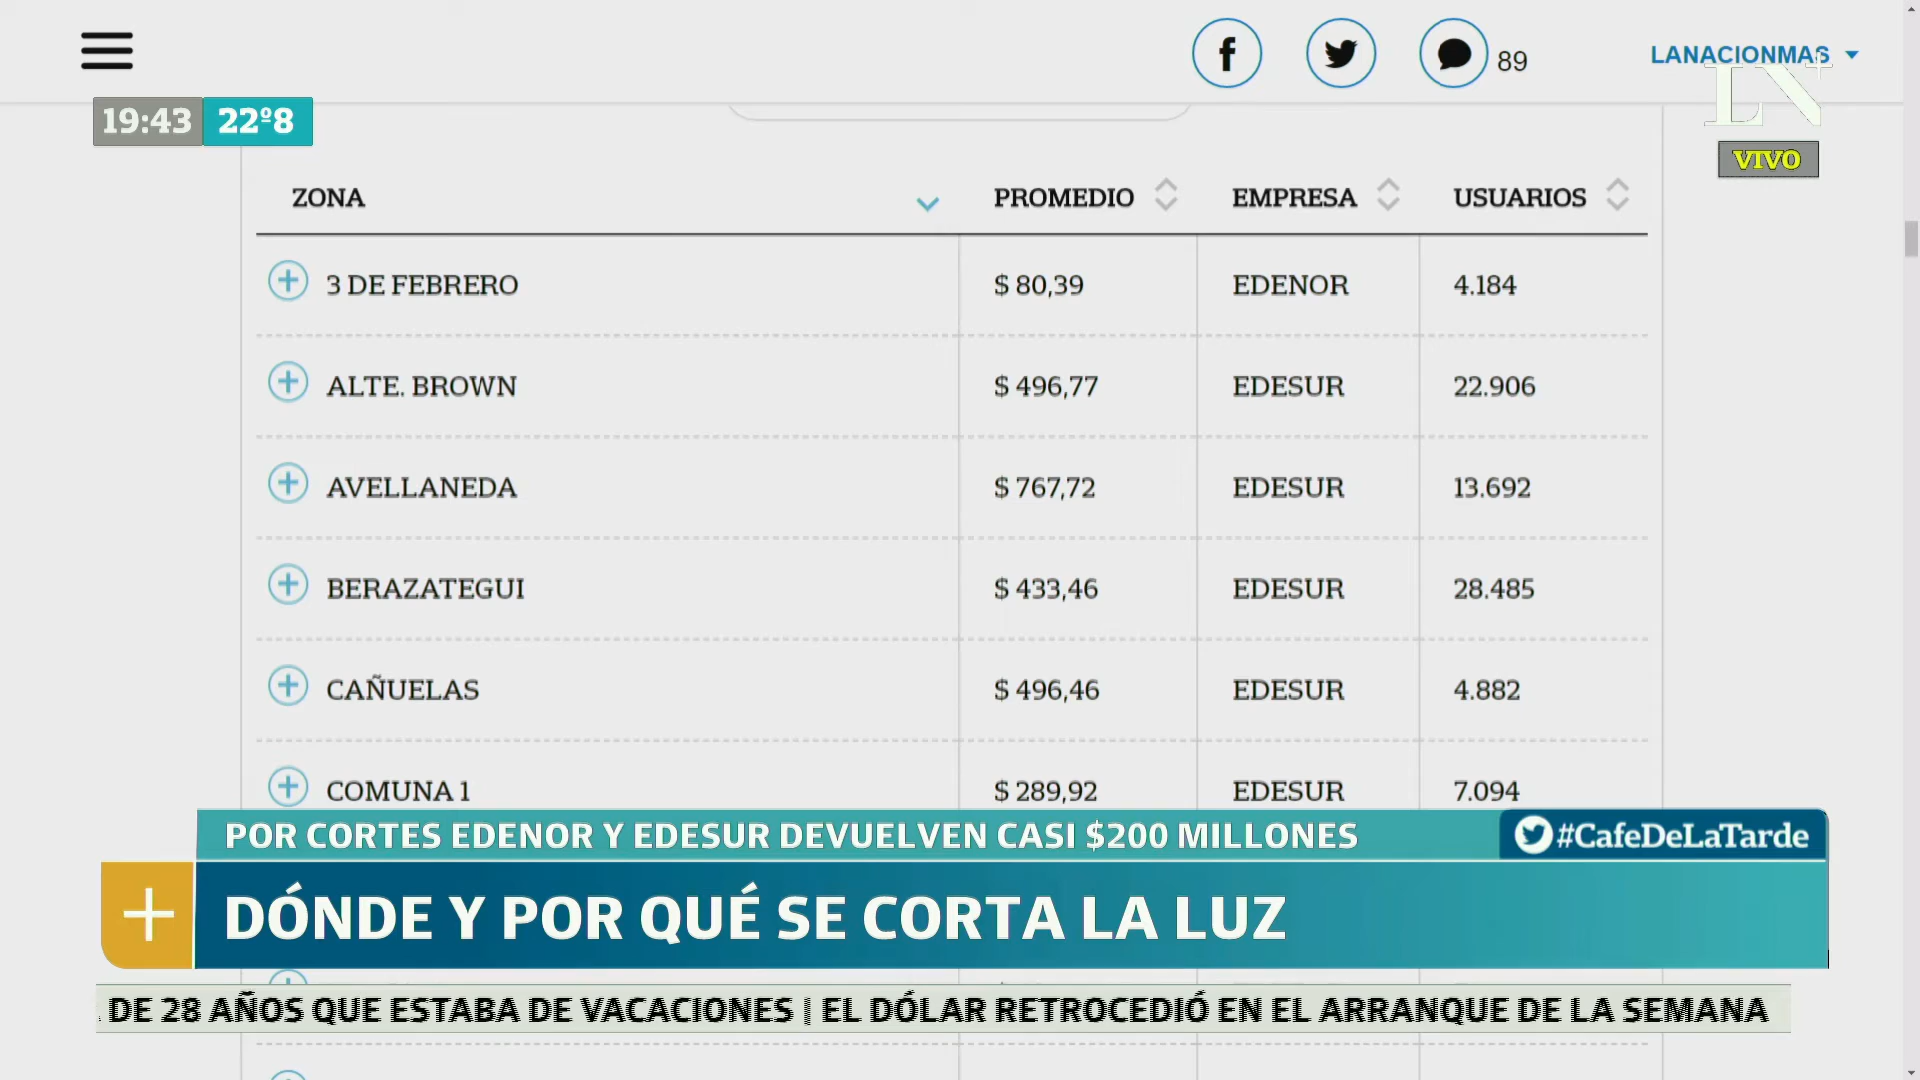 89
LANACIONMAS
LN+
19:43 22º8
VIVO
ZONA PROMEDIO EMPRESA USUARIOS
3 DE FEBRERO $ 80,39 EDENOR 4.184
ALTE. BROWN $ 496,77 EDESUR 22.906
AVELLANEDA $ 767,72 EDESUR 13.692
BERAZATEGUI $ 433,46 EDESUR 28.485
CAÑUELAS $ 496,46 EDESUR 4.882
COMUNA 1 $ 289,92 EDESUR 7.094
POR CORTES EDENOR Y EDESUR DEVUELVEN CASI $200 MILLONES
#CafeDeLaTarde
DÓNDE Y POR QUÉ SE CORTA LA LUZ
DE 28 AÑOS QUE ESTABA DE VACACIONES | EL DÓLAR RETROCEDIÓ EN EL ARRANQUE DE LA SEMANA